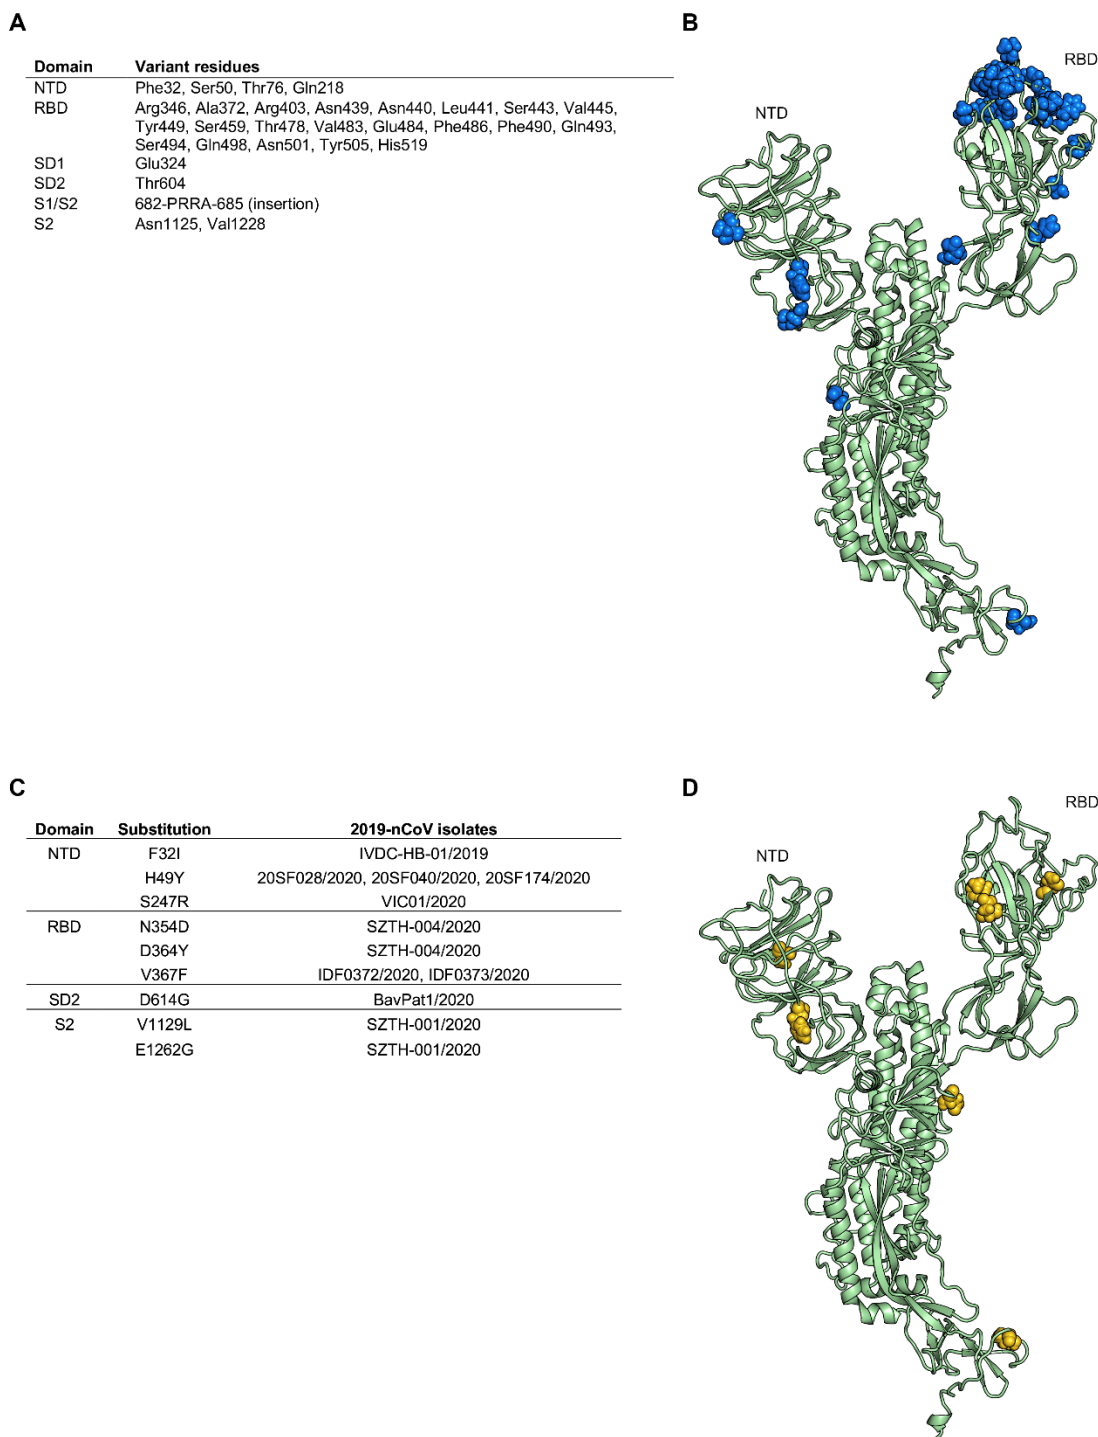 A
Domain Variant residues
NTD Phe32, Ser50, Thr76, Gln218
RBD Arg346, Ala372, Arg403, Asn439, Asn440, Leu441, Ser443, Val445,
Tyr449, Ser459, Thr478, Val483, Glu484, Phe486, Phe490, Gln493,
Ser494, Gln498, Asn501, Tyr505, His519
SD1 Glu324
SD2 Thr604
S1/S2 682-PRRA-685 (insertion)
S2 Asn1125, Val1228
B
RBD
NTD
C
Domain Substitution 2019-nCoV isolates
NTD F32I IVDC-HB-01/2019
H49Y 20SF028/2020, 20SF040/2020, 20SF174/2020
S247R VIC01/2020
RBD N354D SZTH-004/2020
D364Y SZTH-004/2020
V367F IDF0372/2020, IDF0373/2020
SD2 D614G BavPat1/2020
S2 V1129L SZTH-001/2020
E1262G SZTH-001/2020
D
RBD
NTD